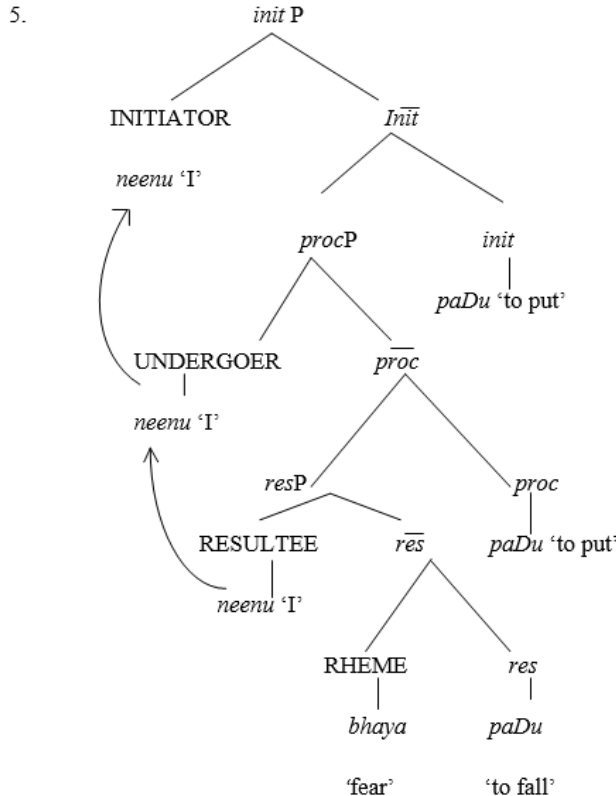 5.
init P
INITIATOR Init
neenu ‘I’
procP init
paDu ‘to put’
UNDERGOER proc
neenu ‘I’
resP proc
RESULTEE res paDu ‘to put’
neenu ‘I’
RHEME res
bhaya paDu
‘fear’ ‘to fall’